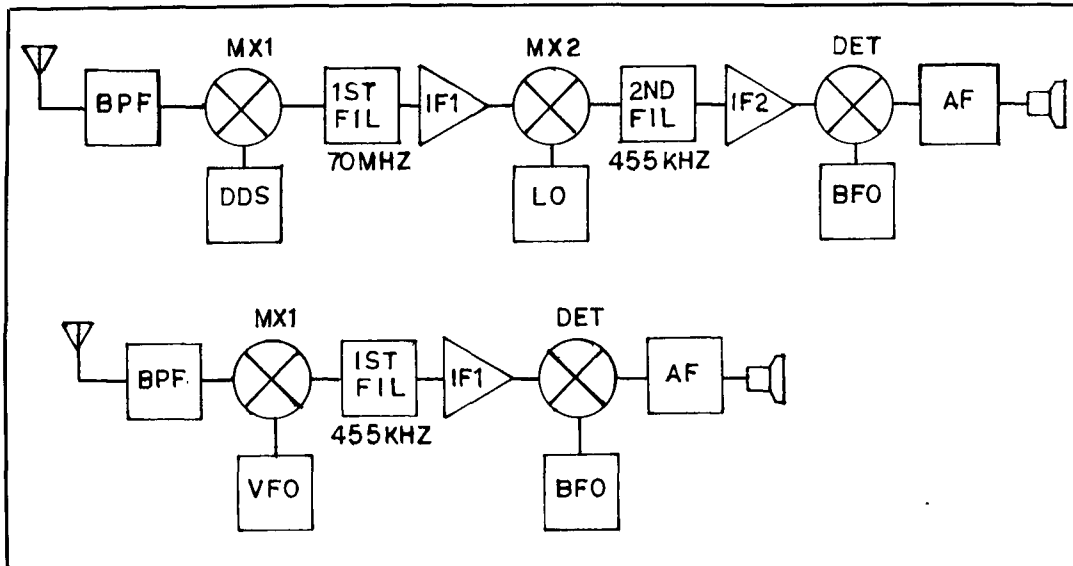 MX1
MX2
DET
BPF
1ST
FIL
IF1
2ND
FIL
IF2
AF
70MHZ
455KHZ
DDS
LO
BFO
MX1
DET
BPF.
1ST
FIL
IF1
AF
455KHZ
VFO
BFO